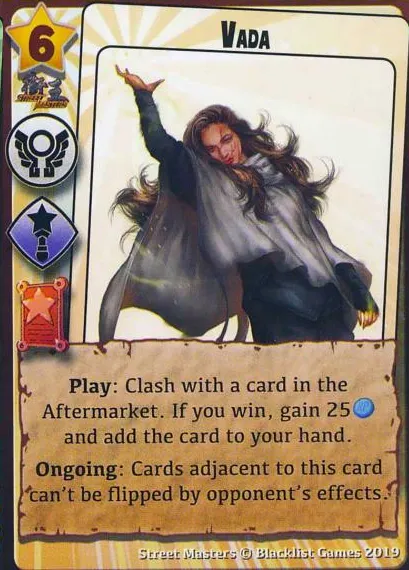 6
VADA
Play: Clash with a card in the
Aftermarket. If you win, gain 25
and add the card to your hand.
Ongoing: Cards adjacent to this card
can't be flipped by opponent's effects.
Street Masters © Blacklist Games 2019